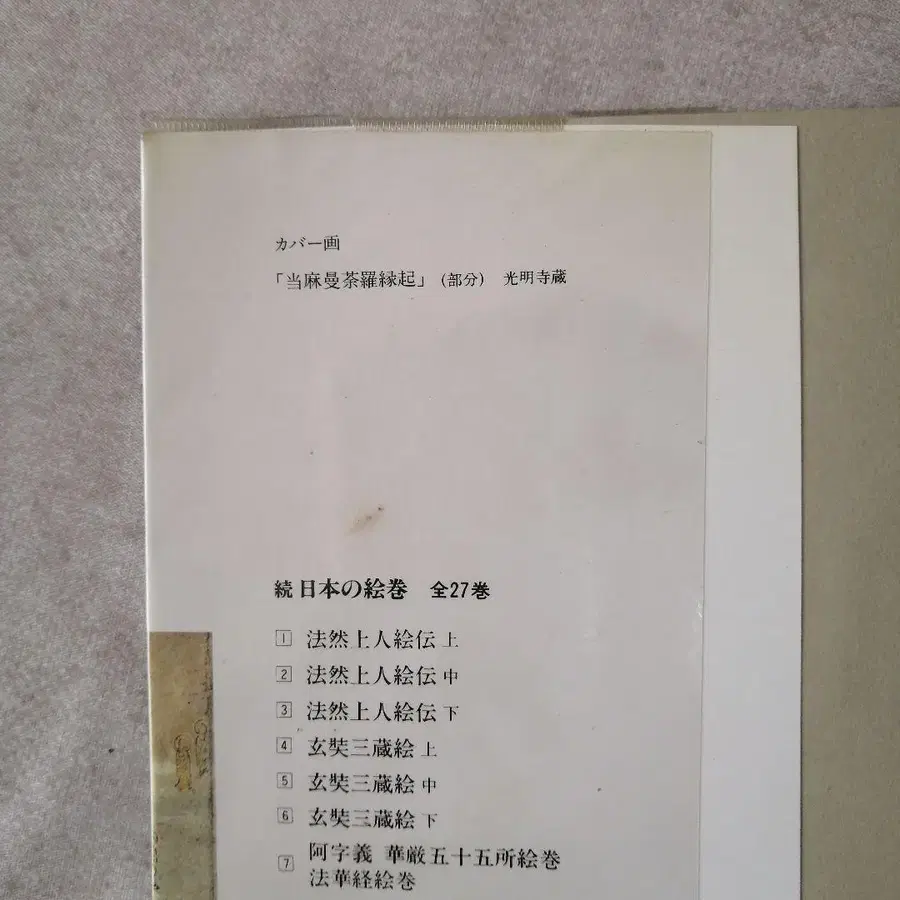 カバー画
「当麻曼荼羅縁起」（部分） 光明寺蔵
続 日本の絵巻 全27巻
1 法然上人絵伝 上
2 法然上人絵伝 中
3 法然上人絵伝 下
4 玄奘三蔵絵 上
5 玄奘三蔵絵 中
6 玄奘三蔵絵 下
7 阿字義 華厳五十五所絵巻
法華経絵巻